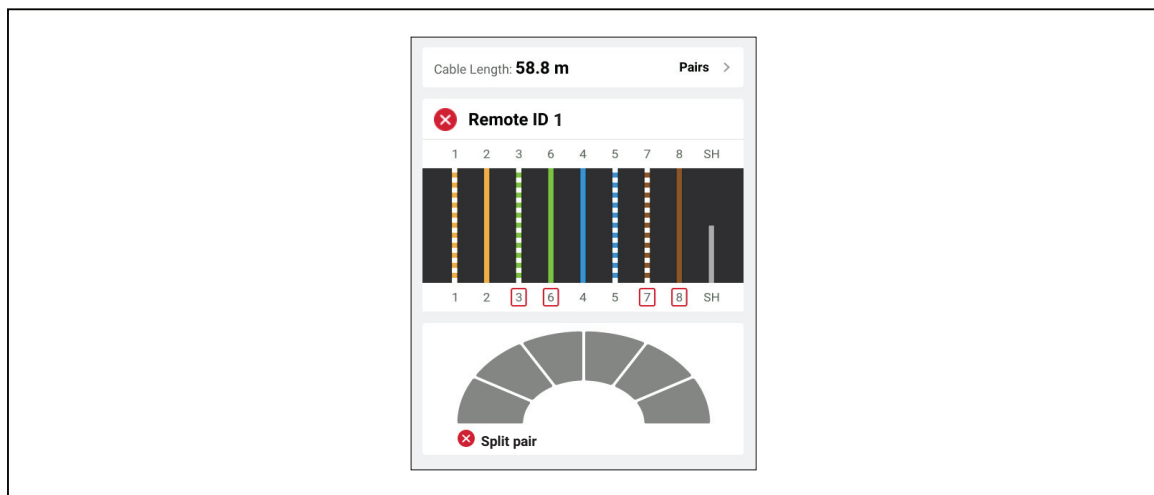 Cable Length: 58.8 m Pairs >
Remote ID 1
1 2 3 6 4 5 7 8 SH
1 2 3 6 4 5 7 8 SH
Split pair